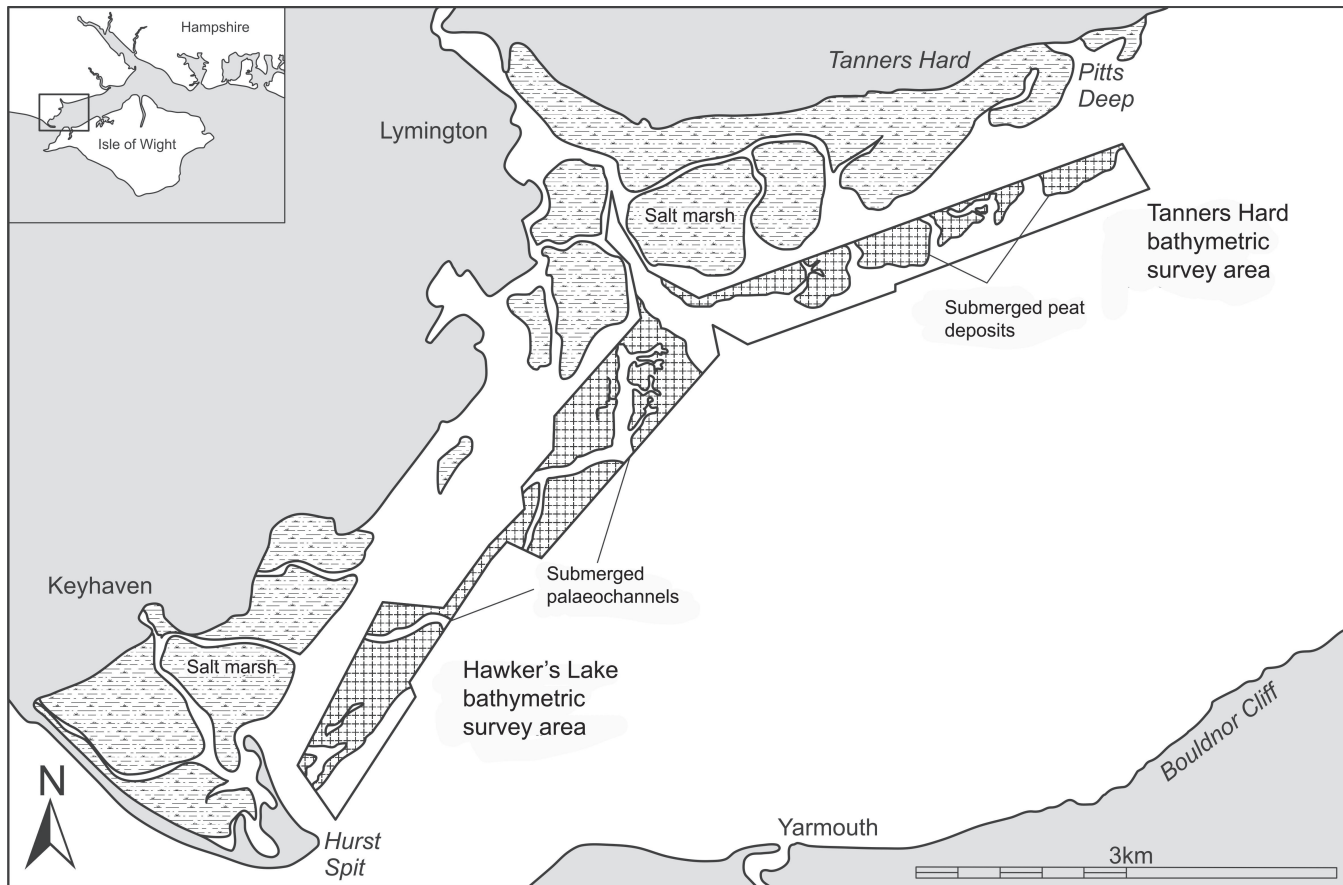 Hampshire
Isle of Wight
Tanners Hard
Pitts
Deep
Lymington
Salt marsh
Tanners Hard
bathymetric
survey area
Submerged peat
deposits
Submerged
palaeochannels
Keyhaven
Salt marsh
Hawker's Lake
bathymetric
survey area
Bouldnor Cliff
N
Hurst
Spit
Yarmouth
3km